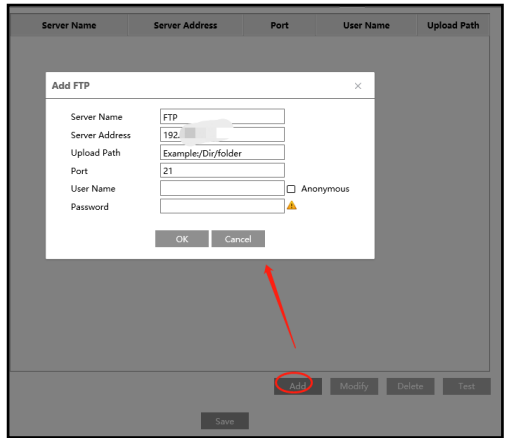 Server Name Server Address Port User Name Upload Path
Add FTP
Server Name FTP
Server Address 192.
Upload Path Example:/Dir/folder
Port 21
User Name Anonymous
Password
OK Cancel
Add Modify Delete Test
Save